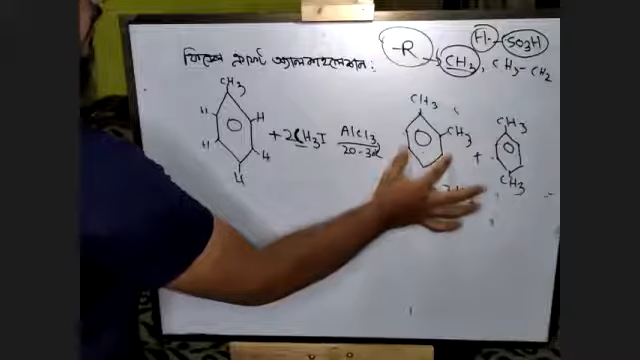 ফ্রিডেল ক্রাফট অ্যালকাইলেশন:
-R
CH3, CH3-CH2
H
SO3H
CH3
H
H
H
H
H
+ 2CH3I
AlCl3
20-30
CH3
CH3
+
CH3
CH3